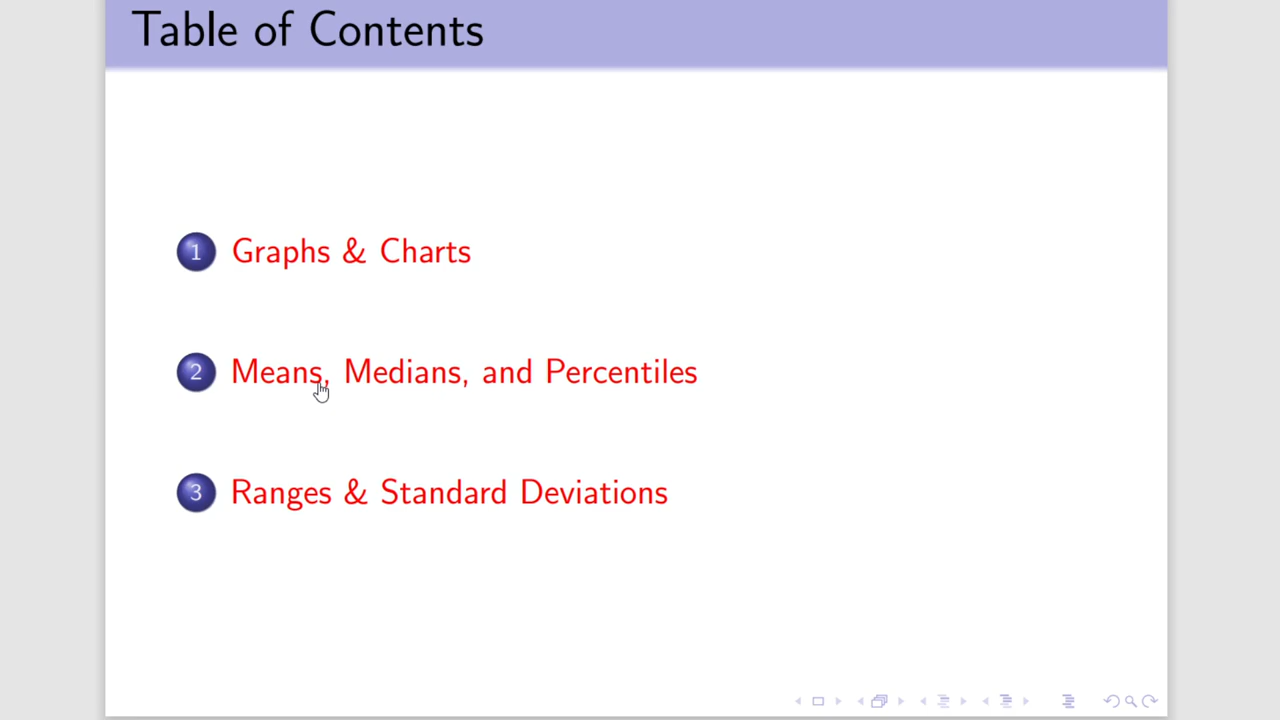 Table of Contents
1 Graphs & Charts
2 Means, Medians, and Percentiles
3 Ranges & Standard Deviations